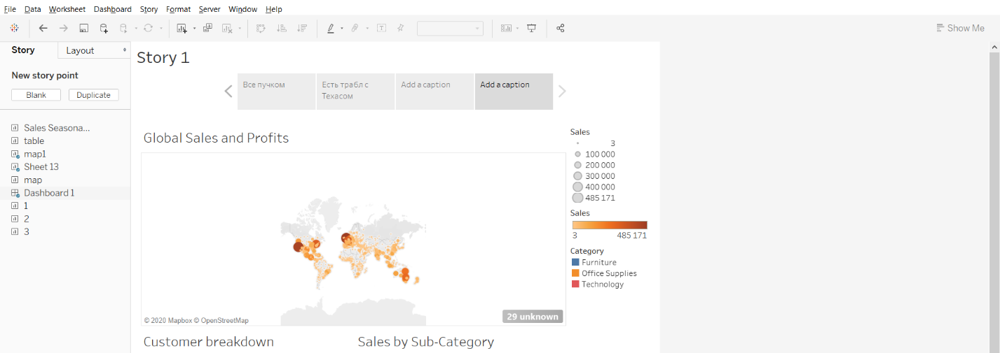 File Data Worksheet Dashboard Story Format Server Window Help
Show Me
Story Layout
New story point
Blank Duplicate
Sales Seasona...
table
map1
Sheet 13
map
Dashboard 1
1
2
3
Story 1
Все пучком
Есть трабл с
Техасом
Add a caption
Add a caption
Global Sales and Profits
© 2020 Mapbox © OpenStreetMap
29 unknown
Sales
3
100 000
200 000
300 000
400 000
485 171
Sales
3 485 171
Category
Furniture
Office Supplies
Technology
Customer breakdown
Sales by Sub-Category